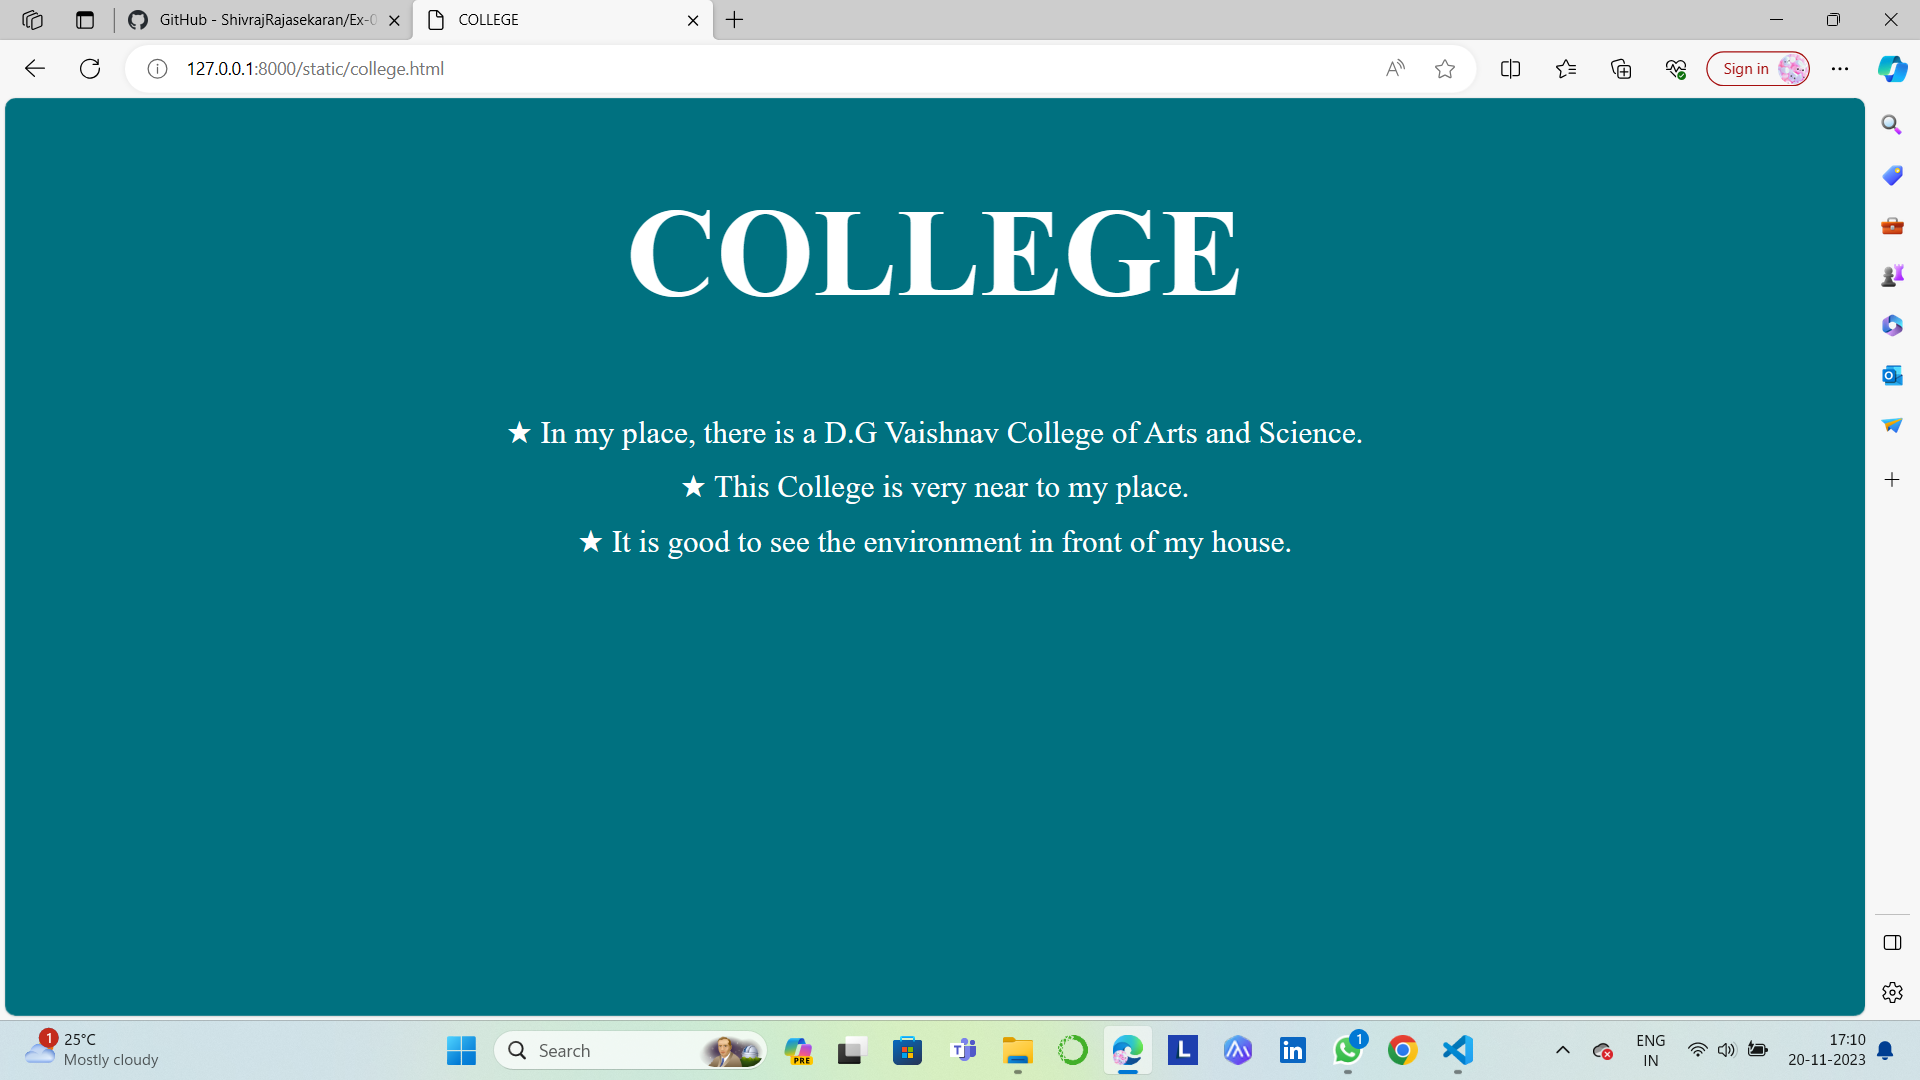 GitHub - ShivrajRajasekaran/Ex-0
COLLEGE
127.0.0.1:8000/static/college.html
Sign in
COLLEGE
★ In my place, there is a D.G Vaishnav College of Arts and Science.
★ This College is very near to my place.
★ It is good to see the environment in front of my house.
1
25°C
Mostly cloudy
Search
PRE
L
in
1
ENG
IN
17:10
20-11-2023